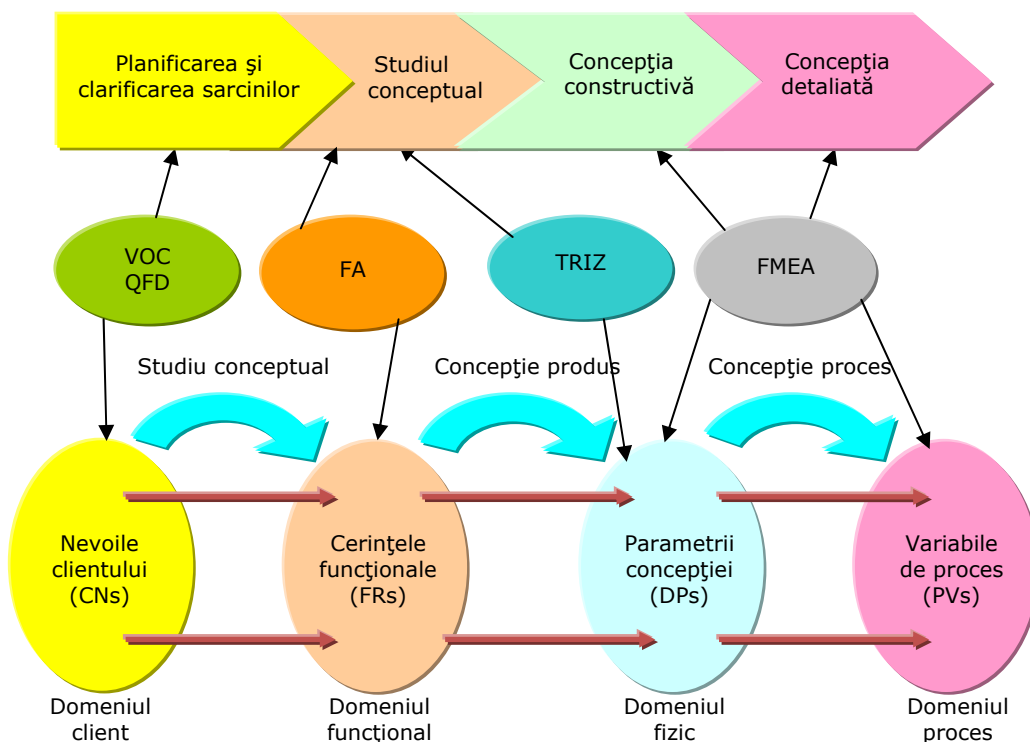 Planificarea şi
clarificarea sarcinilor
Studiul
conceptual
Concepţia
constructivă
Concepţia
detaliată
VOC
QFD
FA
TRIZ
FMEA
Studiu conceptual
Concepţie produs
Concepţie proces
Nevoile
clientului
(CNs)
Cerinţele
funcţionale
(FRs)
Parametrii
concepţiei
(DPs)
Variabile
de proces
(PVs)
Domeniul
client
Domeniul
funcţional
Domeniul
fizic
Domeniul
proces